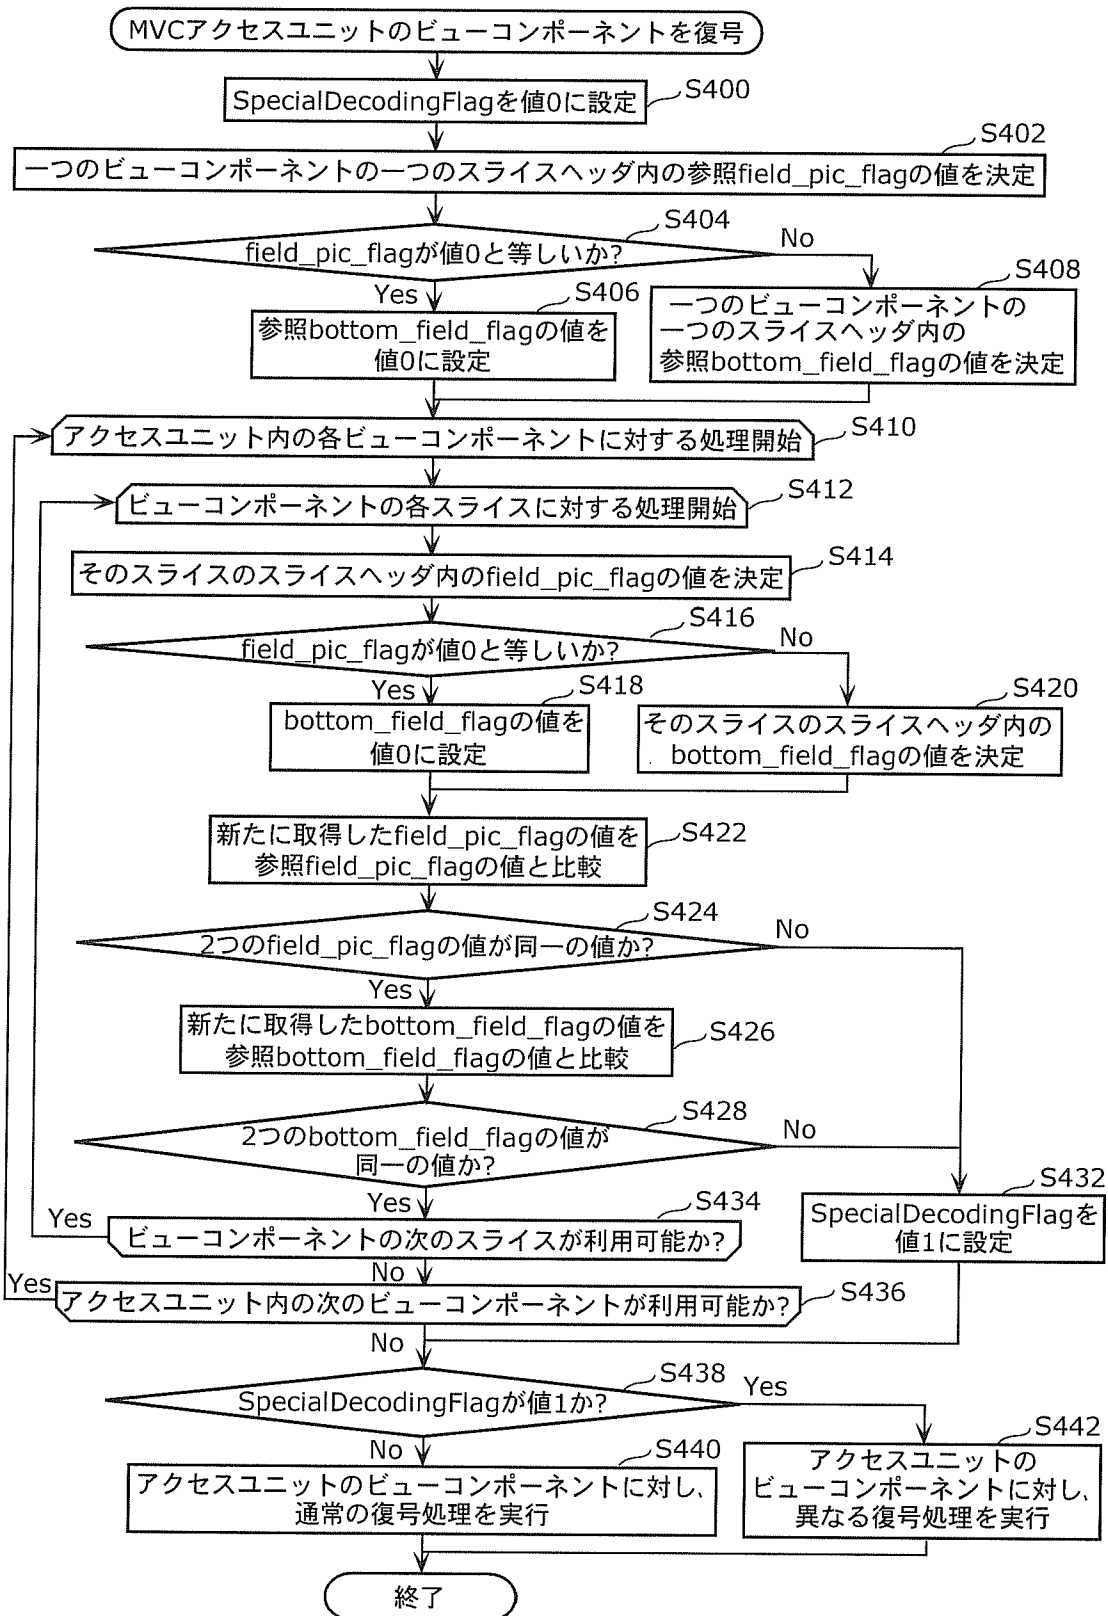 MVCアクセスユニットのビューコンポーネントを復号
SpecialDecodingFlagを値0に設定
S400
S402
一つのビューコンポーネントの一つのスライスヘッダ内の参照field_pic_flagの値を決定
S404
field_pic_flagが値0と等しいか?
No
Yes
S406
参照bottom_field_flagの値を
値0に設定
S408
一つのビューコンポーネントの
一つのスライスヘッダ内の
参照bottom_field_flagの値を決定
アクセスユニット内の各ビューコンポーネントに対する処理開始
S410
ビューコンポーネントの各スライスに対する処理開始
S412
そのスライスのスライスヘッダ内のfield_pic_flagの値を決定
S414
S416
field_pic_flagが値0と等しいか?
No
Yes
S418
bottom_field_flagの値を
値0に設定
S420
そのスライスのスライスヘッダ内の
bottom_field_flagの値を決定
新たに取得したfield_pic_flagの値を
参照field_pic_flagの値と比較
S422
S424
2つのfield_pic_flagの値が同一の値か?
No
Yes
新たに取得したbottom_field_flagの値を
参照bottom_field_flagの値と比較
S426
S428
2つのbottom_field_flagの値が
同一の値か?
No
Yes
S432
SpecialDecodingFlagを
値1に設定
S434
ビューコンポーネントの次のスライスが利用可能か?
Yes
No
アクセスユニット内の次のビューコンポーネントが利用可能か?
S436
Yes
No
S438
SpecialDecodingFlagが値1か?
Yes
No
S440
アクセスユニットのビューコンポーネントに対し、
通常の復号処理を実行
S442
アクセスユニットの
ビューコンポーネントに対し、
異なる復号処理を実行
終了